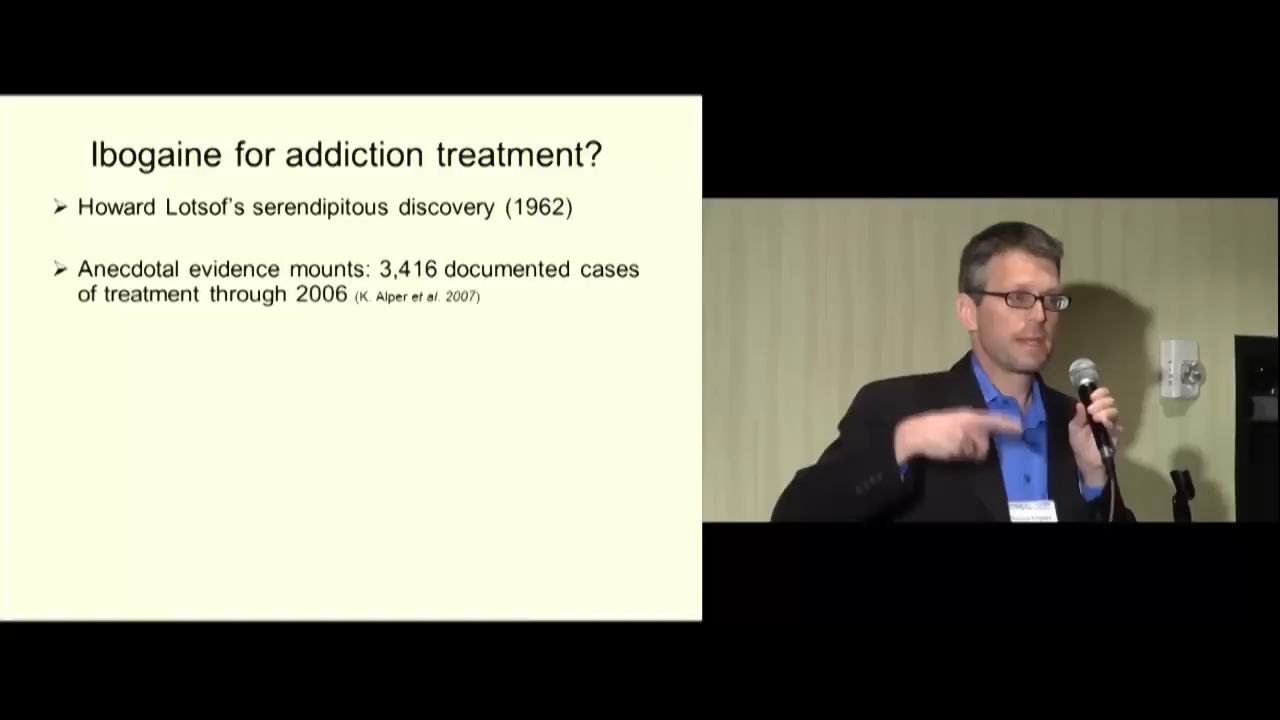 Ibogaine for addiction treatment?
➢ Howard Lotsof's serendipitous discovery (1962)
➢ Anecdotal evidence mounts: 3,416 documented cases
of treatment through 2006 (K. Alper et al. 2007)